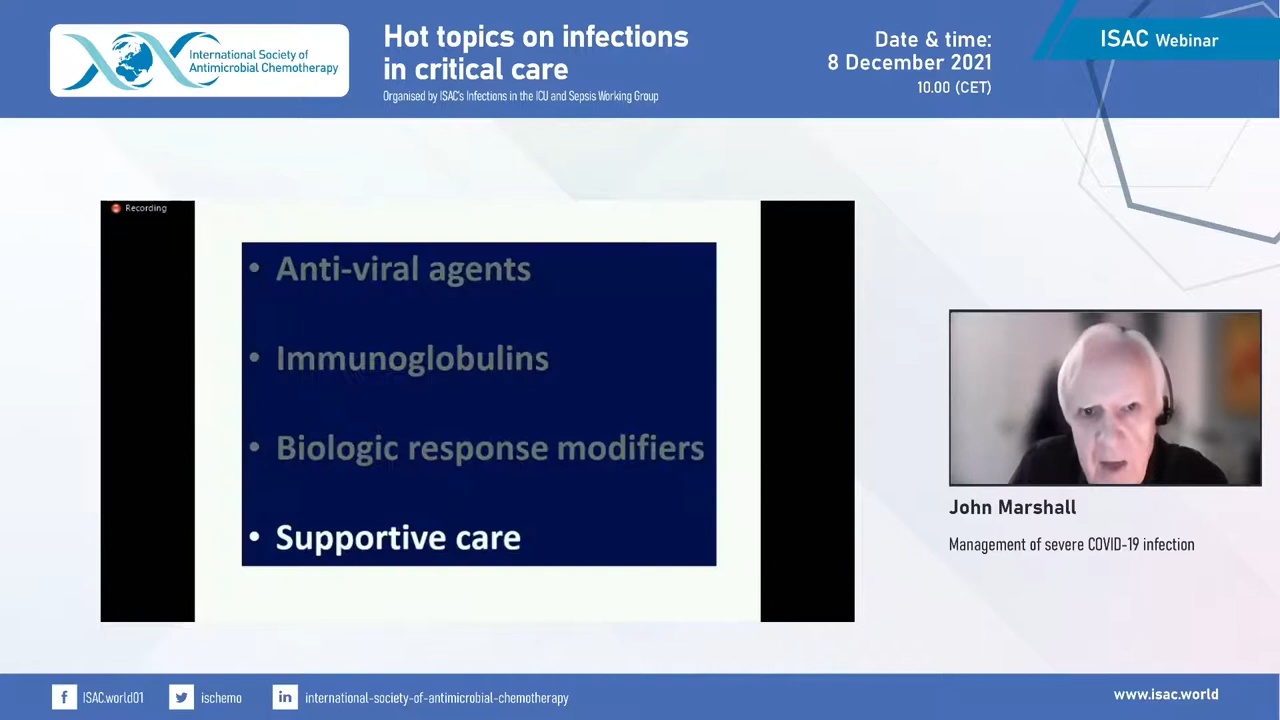 International Society of
Antimicrobial Chemotherapy
Hot topics on infections
in critical care
Organised by ISAC's Infections in the ICU and Sepsis Working Group
Date & time:
8 December 2021
10.00 (CET)
ISAC Webinar
Recording
• Anti-viral agents
• Immunoglobulins
• Biologic response modifiers
• Supportive care
John Marshall
Management of severe COVID-19 infection
ISAC.world01
ischemo
international-society-of-antimicrobial-chemotherapy
www.isac.world